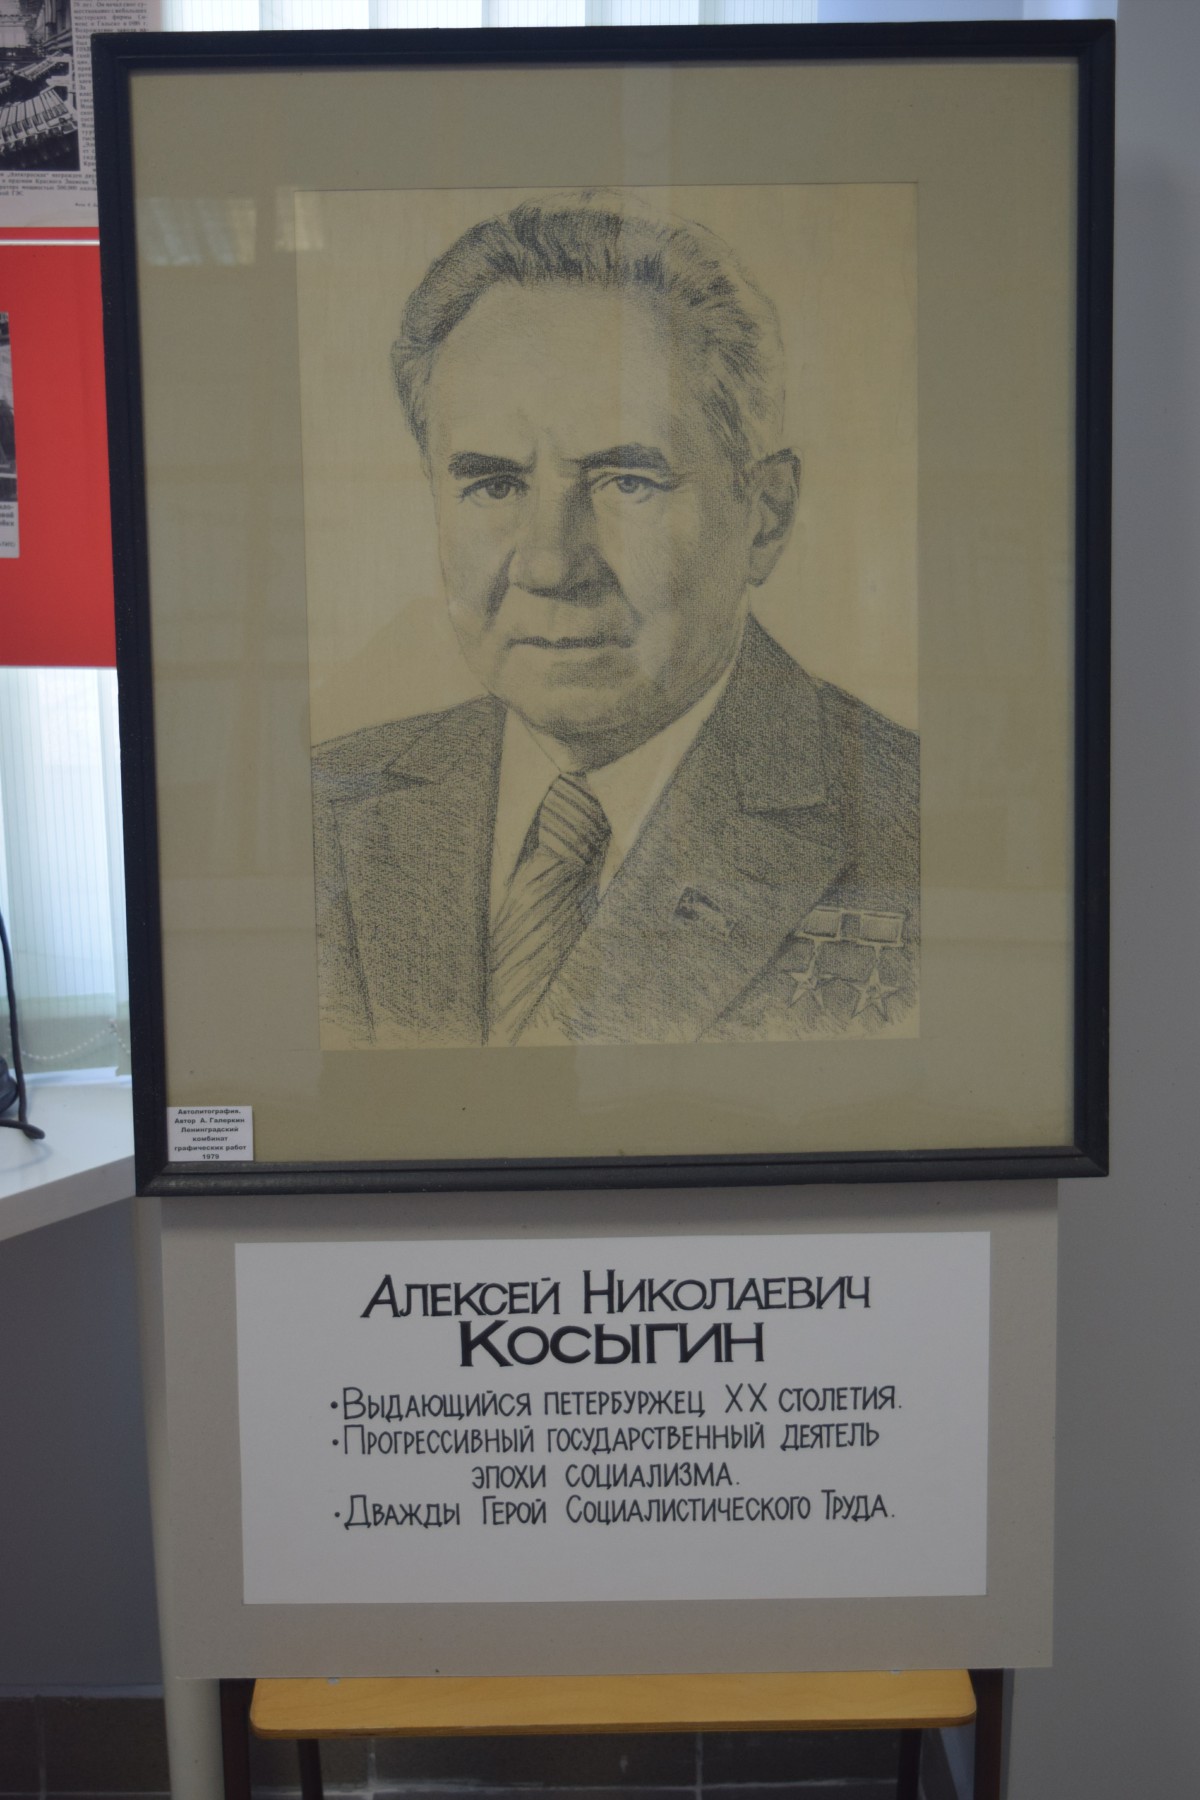 Автолитография.
Автор А. Галеркин
Ленинградский
комбинат
графических работ
1979
Алексей Николаевич
Косыгин
•Выдающийся петербуржец XX столетия.
•Прогрессивный государственный деятель
эпохи социализма.
•Дважды Герой Социалистического Труда.